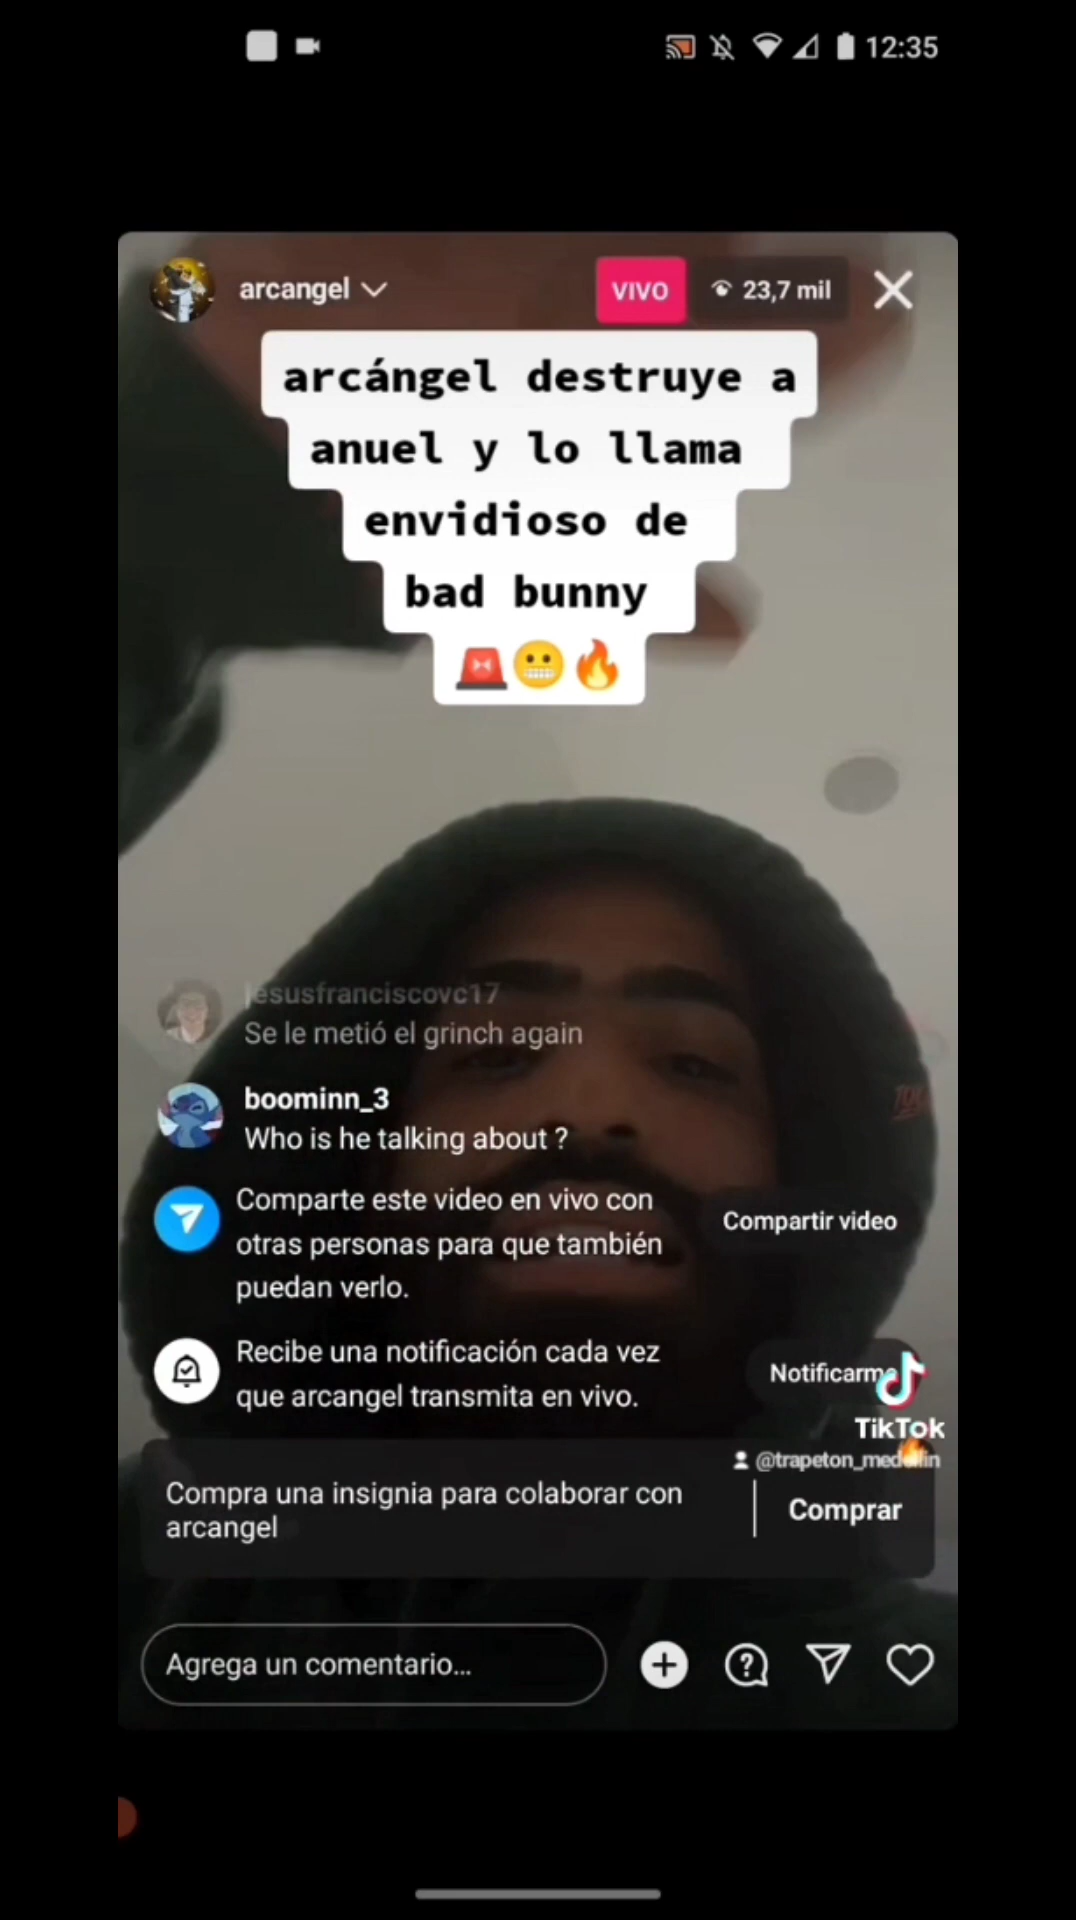 12:35
arcangel
VIVO
23,7 mil
arcángel destruye a
anuel y lo llama
envidioso de
bad bunny
jesusfranciscovc17
Se le metió el grinch again
boominn_3
Who is he talking about ?
Comparte este video en vivo con
otras personas para que también
puedan verlo.
Compartir video
Recibe una notificación cada vez
que arcangel transmita en vivo.
Notificarme
TikTok
@trapeton_medellin
Compra una insignia para colaborar con
arcangel
Comprar
Agrega un comentario...